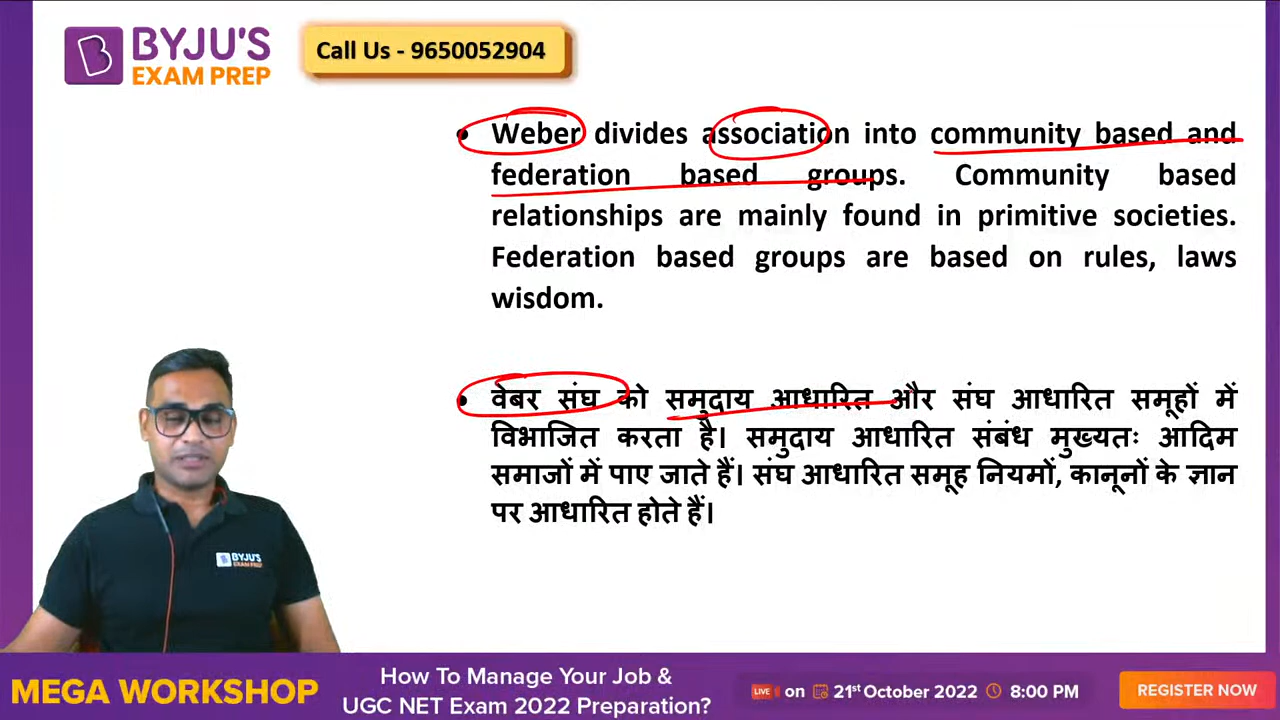 BYJU'S
EXAM PREP
Call Us - 9650052904
• Weber divides association into community based and
federation based groups. Community based
relationships are mainly found in primitive societies.
Federation based groups are based on rules, laws
wisdom.
• वेबर संघ को समुदाय आधारित और संघ आधारित समूहों में
विभाजित करता है। समुदाय आधारित संबंध मुख्यतः आदिम
समाजों में पाए जाते हैं। संघ आधारित समूह नियमों, कानूनों के ज्ञान
पर आधारित होते हैं।
BYJU'S
EXAM PREP
MEGA WORKSHOP
How To Manage Your Job &
UGC NET Exam 2022 Preparation?
LIVE on 21st October 2022 8:00 PM
REGISTER NOW